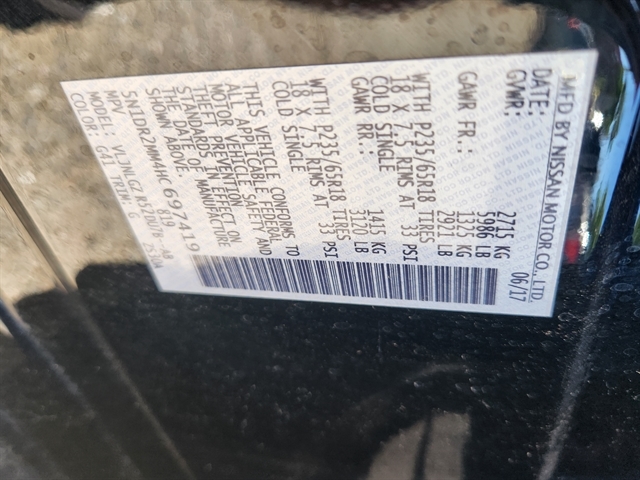 MFD BY NISSAN MOTOR CO., LTD.
DATE: 06/17
GVWR: 2715 KG
5986 LB
GAWR FR: 1325 KG
2921 LB
WITH P235/65R18 TIRES
18 X 7.5 RIMS AT 33 PSI
COLD SINGLE
GAWR RR: 1415 KG
3120 LB
WITH P235/65R18 TIRES
18 X 7.5 RIMS AT 33 PSI
COLD SINGLE
THIS VEHICLE CONFORMS TO
ALL APPLICABLE SAFETY AND
MOTOR VEHICLE
THEFT PREVENTION
STANDARDS IN EFFECT ON
THE DATE OF MANUFACTURE
SHOWN ABOVE.
5N1DR2MM4HC697419
MPV 819
MODEL:
COLOR: G41 TRIM: G